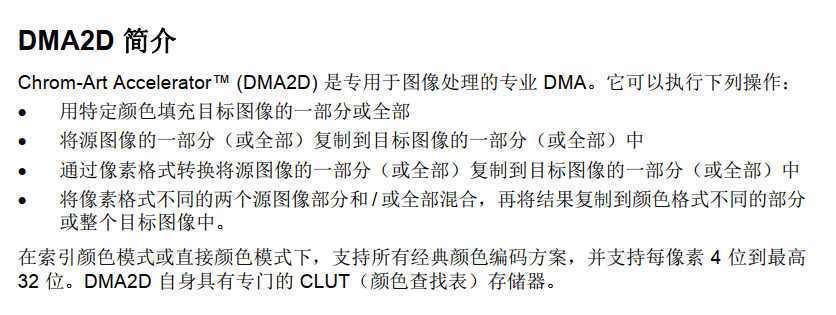 DMA2D 简介
Chrom-Art Accelerator™ (DMA2D) 是专用于图像处理的专业 DMA。它可以执行下列操作：
• 用特定颜色填充目标图像的一部分或全部
• 将源图像的一部分（或全部）复制到目标图像的一部分（或全部）中
• 通过像素格式转换将源图像的一部分（或全部）复制到目标图像的一部分（或全部）中
• 将像素格式不同的两个源图像部分和 / 或全部混合，再将结果复制到颜色格式不同的部分
或整个目标图像中。
在索引颜色模式或直接颜色模式下，支持所有经典颜色编码方案，并支持每像素 4 位到最高
32 位。DMA2D 自身具有专门的 CLUT（颜色查找表）存储器。